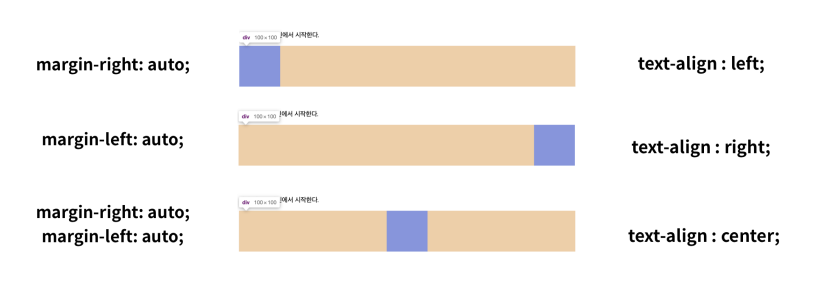 div 100×100 에서 시작한다.
margin-right: auto;
text-align : left;
div 100×100 에서 시작한다.
margin-left: auto;
text-align : right;
div 100×100 에서 시작한다.
margin-right: auto;
margin-left: auto;
text-align : center;